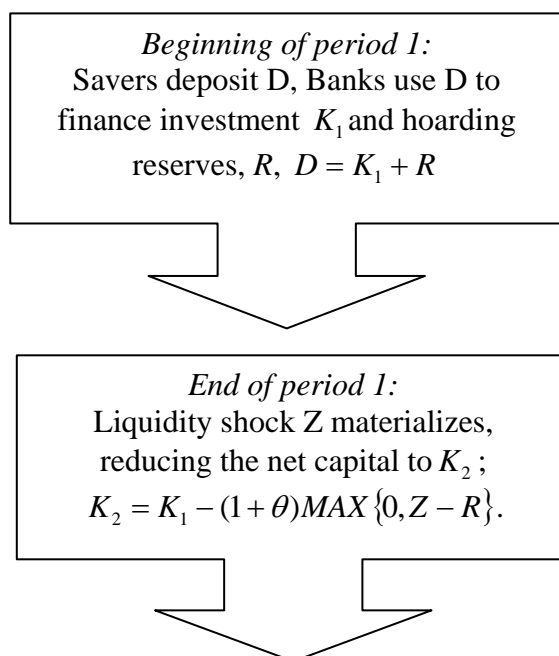 Beginning of period 1:
Savers deposit D, Banks use D to
finance investment K₁ and hoarding
reserves, R, D = K₁ + R
End of period 1:
Liquidity shock Z materializes,
reducing the net capital to K₂ ;
K₂ = K₁ − (1 + θ)MAX {0, Z − R}.